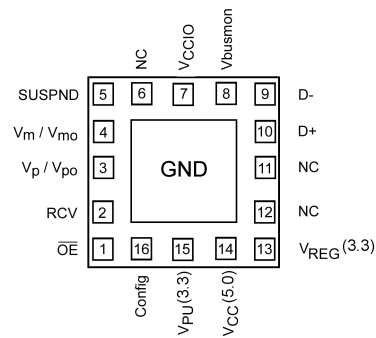 NC
VCCIO
Vbusmon
SUSPND 5 6 7 8 9 D-
Vm / Vmo 4 10 D+
Vp / Vpo 3 GND 11 NC
RCV 2 12 NC
O̅E̅ 1 16 15 14 13 VREG(3.3)
Config
VPU(3.3)
VCC(5.0)